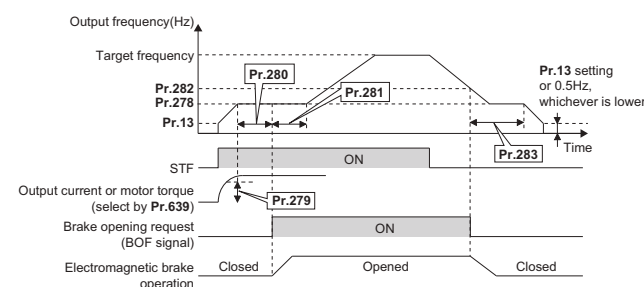 Output frequency(Hz)
Target frequency
Pr.280
Pr.13 setting
or 0.5Hz,
whichever is lower
Pr.282
Pr.281
Pr.278
Pr.13
Time
Pr.283
STF
ON
Output current or motor torque
(select by Pr.639)
Pr.279
Brake opening request
(BOF signal)
ON
Electromagnetic brake
operation
Closed
Opened
Closed